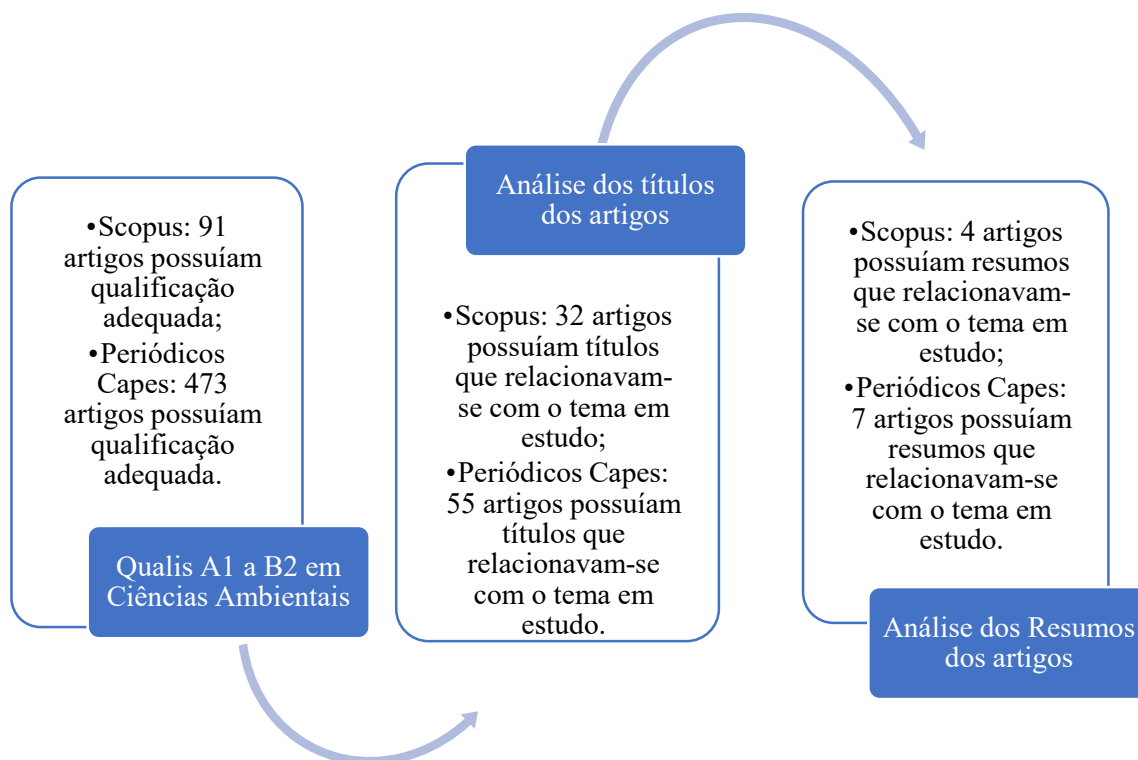 •Scopus: 91
artigos possuíam
qualificação
adequada;
•Periódicos
Capes: 473
artigos possuíam
qualificação
adequada.
Qualis A1 a B2 em
Ciências Ambientais
Análise dos títulos
dos artigos
•Scopus: 32 artigos
possuíam títulos
que relacionavam-
se com o tema em
estudo;
•Periódicos Capes:
55 artigos possuíam
títulos que
relacionavam-se
com o tema em
estudo.
•Scopus: 4 artigos
possuíam resumos
que relacionavam-
se com o tema em
estudo;
•Periódicos Capes:
7 artigos possuíam
resumos que
relacionavam-se
com o tema em
estudo.
Análise dos Resumos
dos artigos